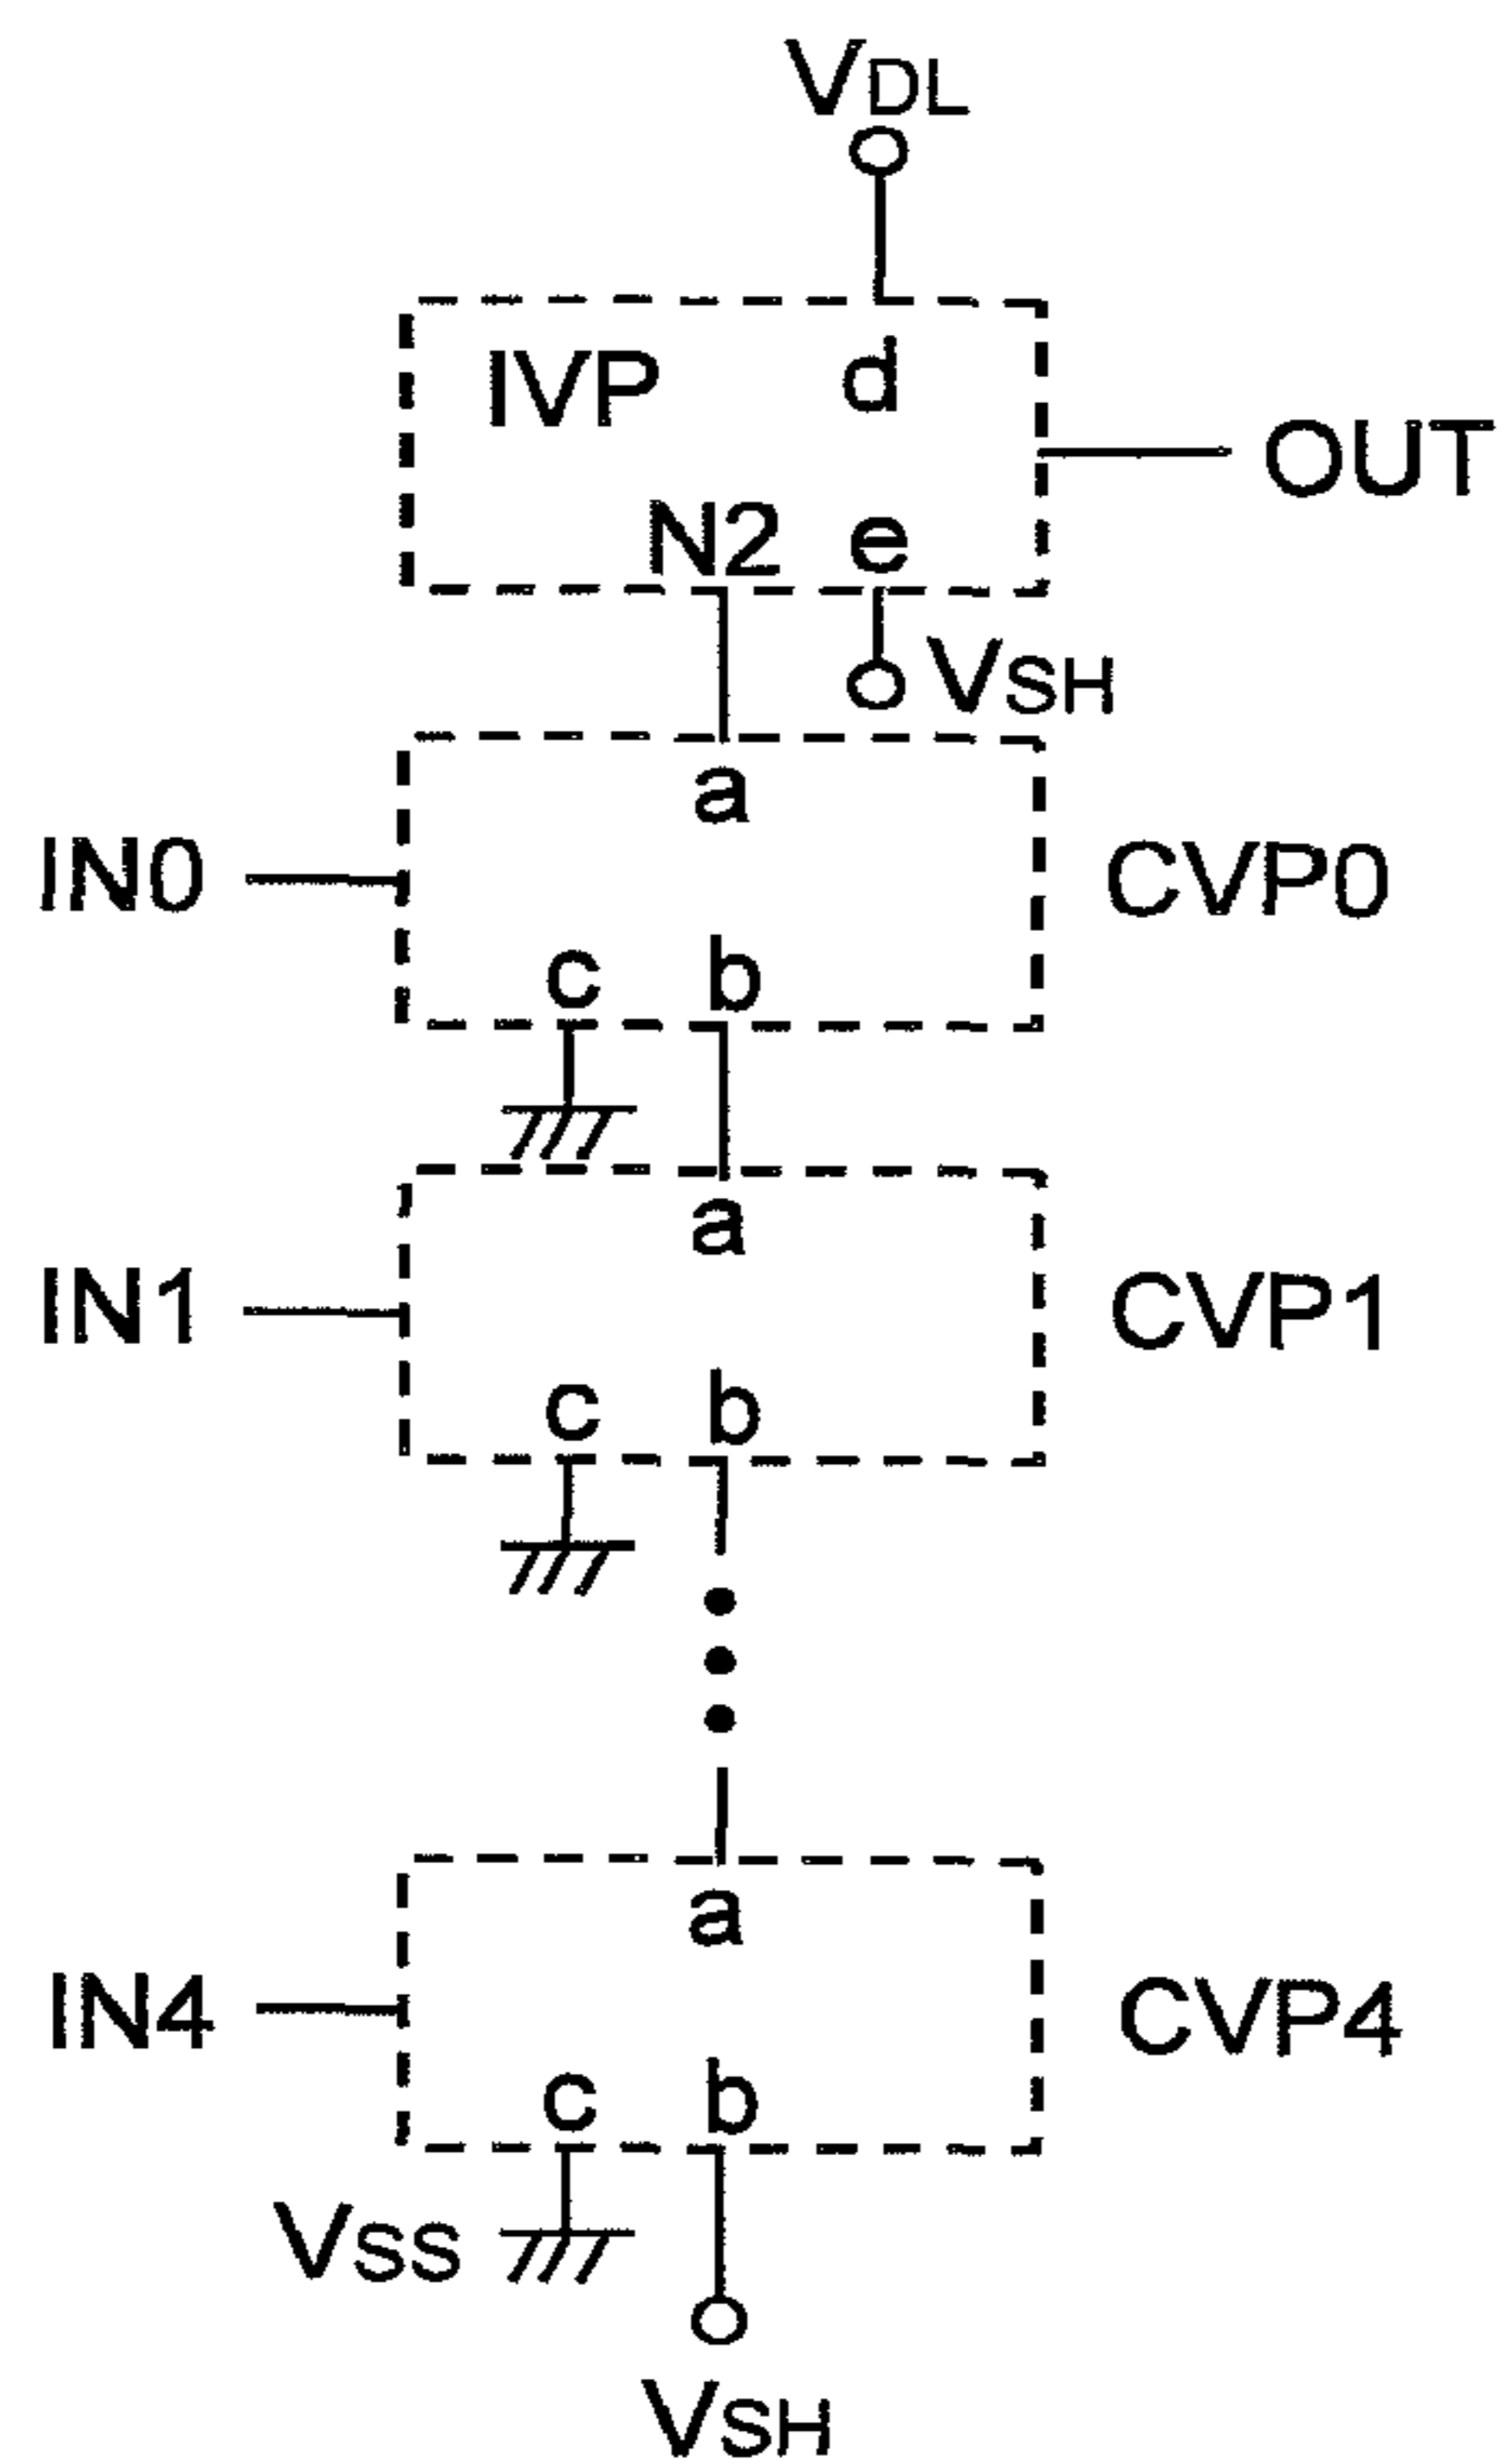 VDL
IVP d
OUT
N2 e
VSH
a
IN0
CVP0
c b
a
IN1
CVP1
c b
a
IN4
CVP4
c b
VSS
VSH